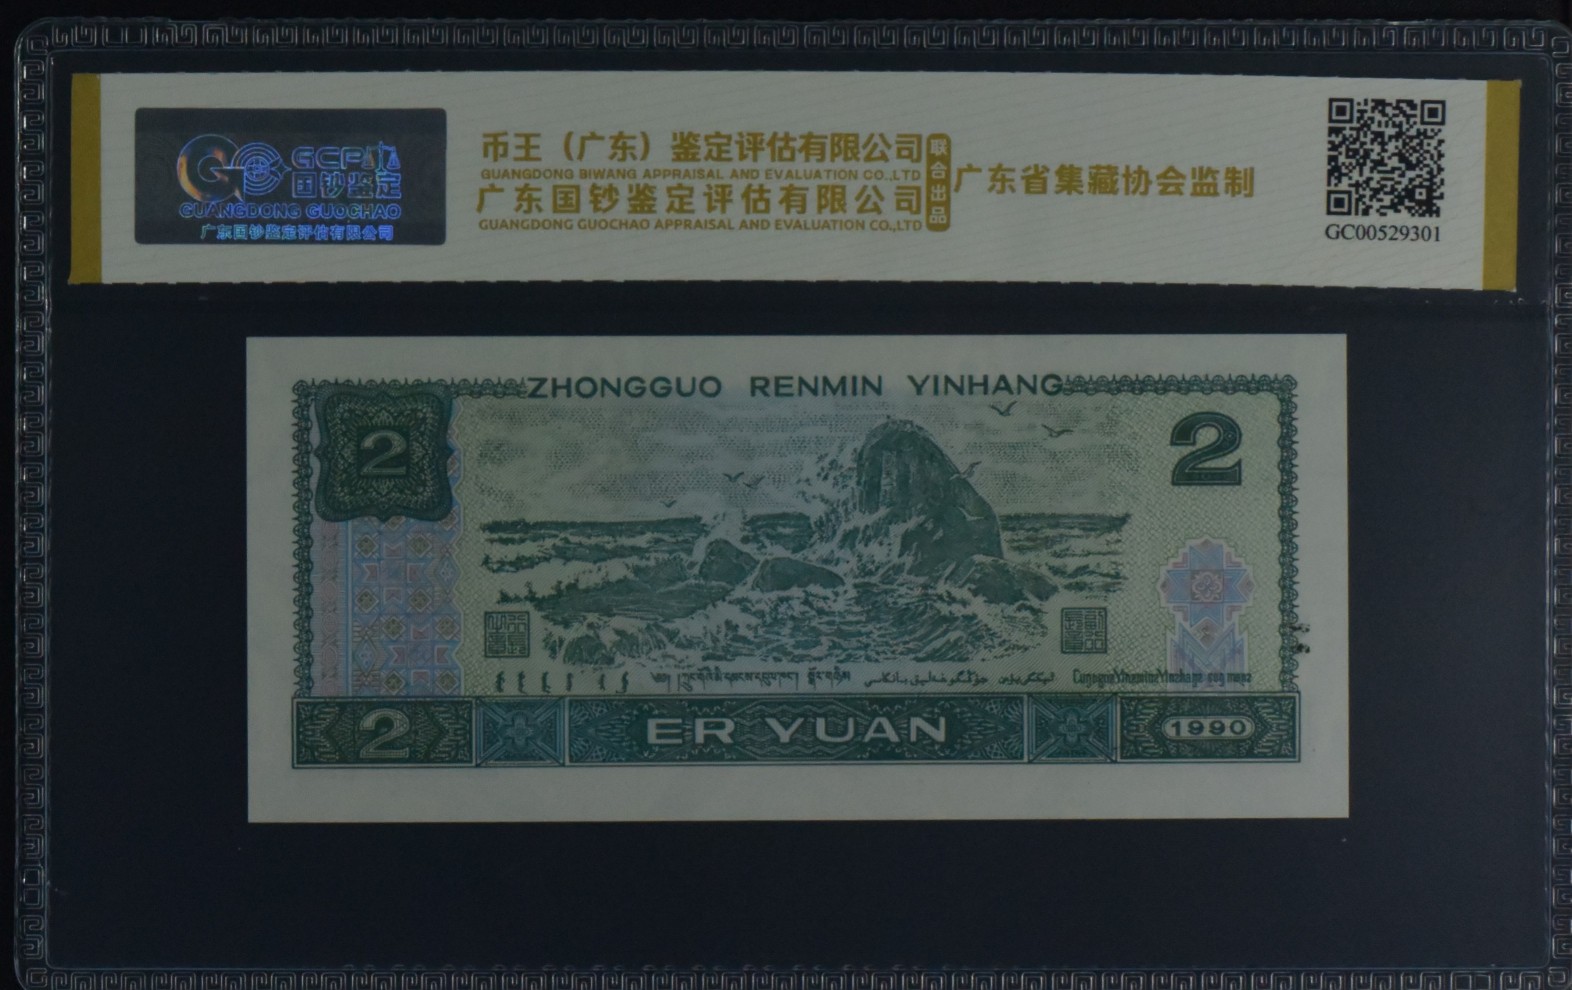 GCP
国钞鉴定
GUANGDONG GUOCHAO
广东国钞鉴定评估有限公司
币王（广东）鉴定评估有限公司
GUANGDONG BIWANG APPRAISAL AND EVALUATION CO.,LTD
广东国钞鉴定评估有限公司
GUANGDONG GUOCHAO APPRAISAL AND EVALUATION CO.,LTD
联合出品
广东省集藏协会监制
GC00529301
ZHONGGUO RENMIN YINHANG
2
2
2
ER YUAN
1990